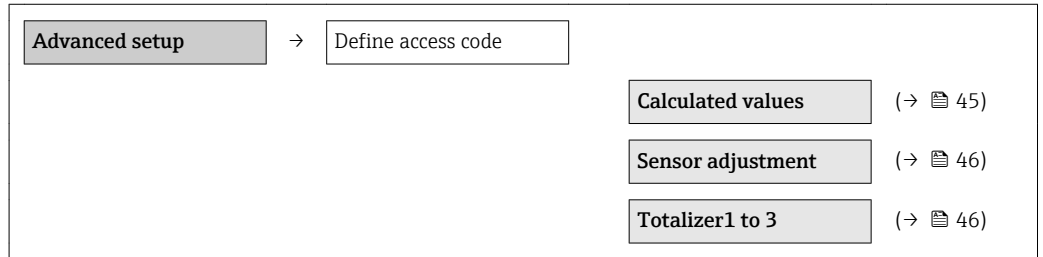 Advanced setup → Define access code
Calculated values (→ 🖹 45)
Sensor adjustment (→ 🖹 46)
Totalizer1 to 3 (→ 🖹 46)